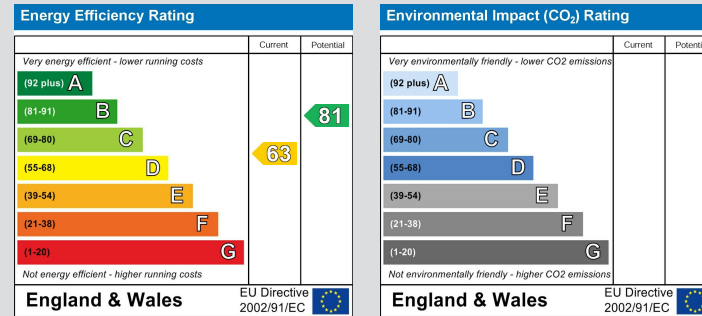 Energy Efficiency Rating
Current Potential
Very energy efficient - lower running costs
(92 plus) A
(81-91) B
81
(69-80) C
63
(55-68) D
(39-54) E
(21-38) F
(1-20) G
Not energy efficient - higher running costs
England & Wales
EU Directive
2002/91/EC
Environmental Impact (CO₂) Rating
Current Potenti
Very environmentally friendly - lower CO2 emissions
(92 plus) A
(81-91) B
(69-80) C
(55-68) D
(39-54) E
(21-38) F
(1-20) G
Not environmentally friendly - higher CO2 emissions
England & Wales
EU Directive
2002/91/EC